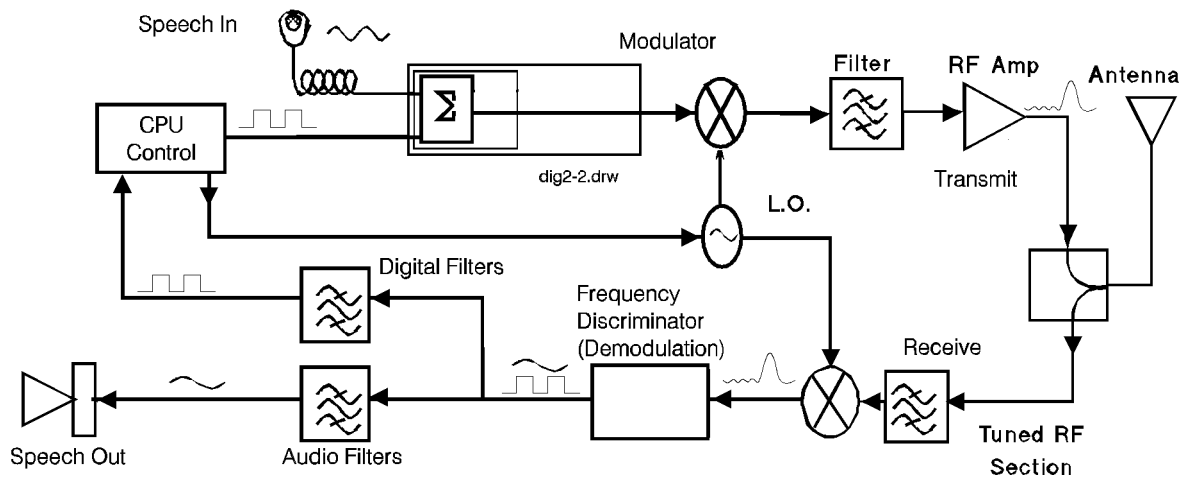 Speech In
Modulator
Filter
RF Amp
Antenna
CPU
Control
Σ
dig2-2.drw
Transmit
L.O.
Digital Filters
Frequency
Discriminator
(Demodulation)
Receive
Tuned RF
Section
Speech Out
Audio Filters